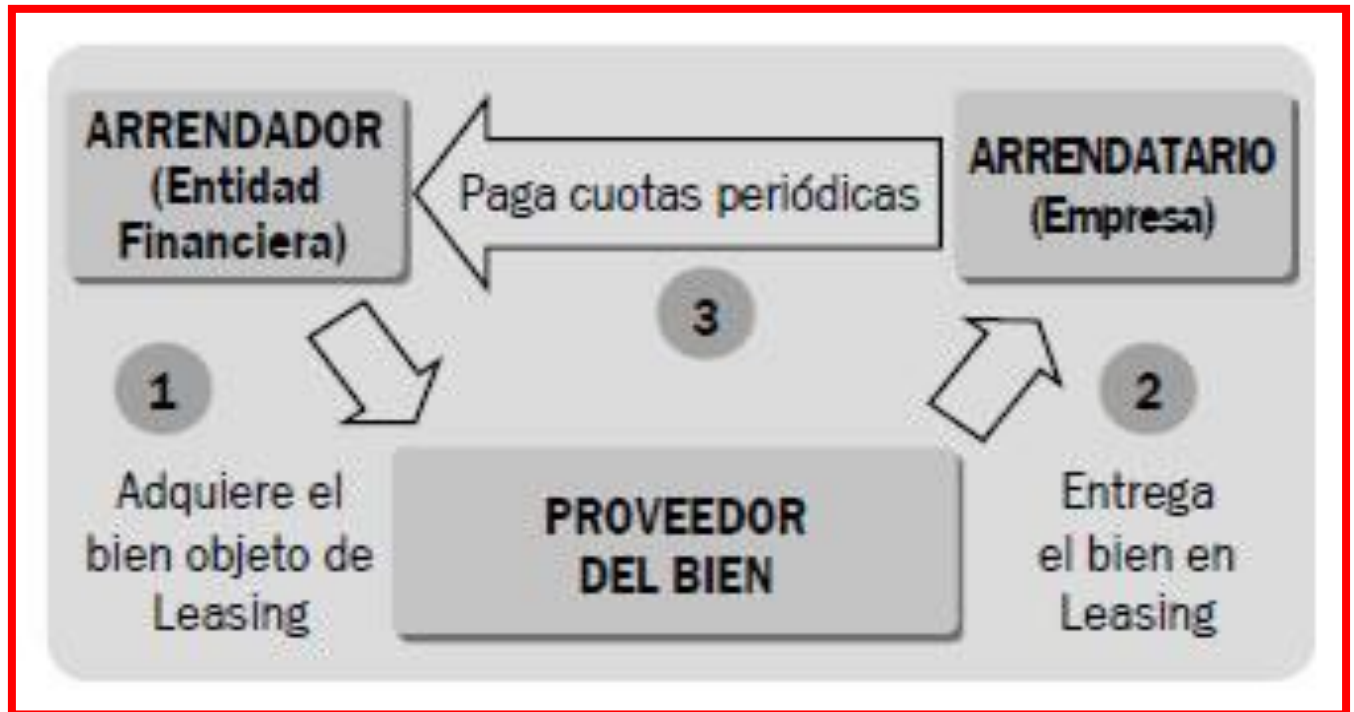 ARRENDADOR
(Entidad
Financiera)
Paga cuotas periódicas
ARRENDATARIO
(Empresa)
3
1
Adquiere el
bien objeto de
Leasing
PROVEEDOR
DEL BIEN
2
Entrega
el bien en
Leasing